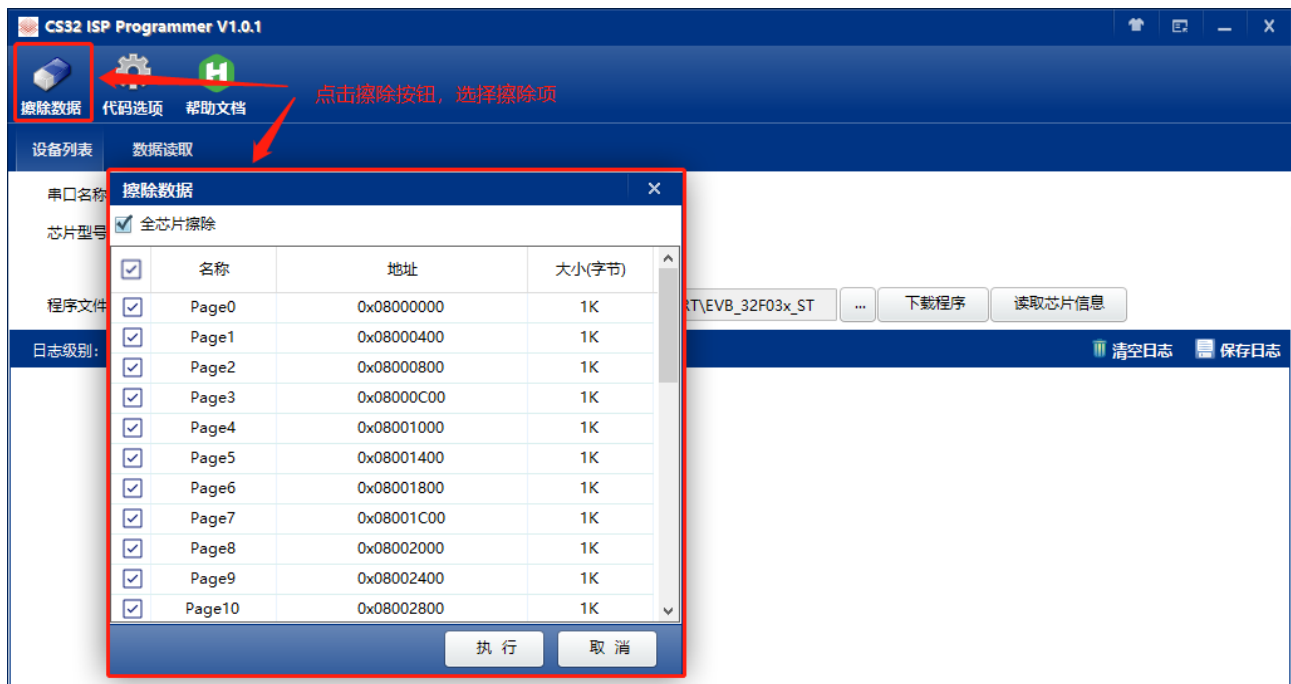 CS32 ISP Programmer V1.0.1
擦除数据 代码选项 帮助文档
点击擦除按钮，选择擦除项
设备列表 数据读取
串口名称
芯片型号
程序文件 RT\EVB_32F03x_ST ... 下载程序 读取芯片信息
日志级别: 清空日志 保存日志
擦除数据
全芯片擦除
名称 地址 大小(字节)
Page0 0x08000000 1K
Page1 0x08000400 1K
Page2 0x08000800 1K
Page3 0x08000C00 1K
Page4 0x08001000 1K
Page5 0x08001400 1K
Page6 0x08001800 1K
Page7 0x08001C00 1K
Page8 0x08002000 1K
Page9 0x08002400 1K
Page10 0x08002800 1K
执 行 取 消